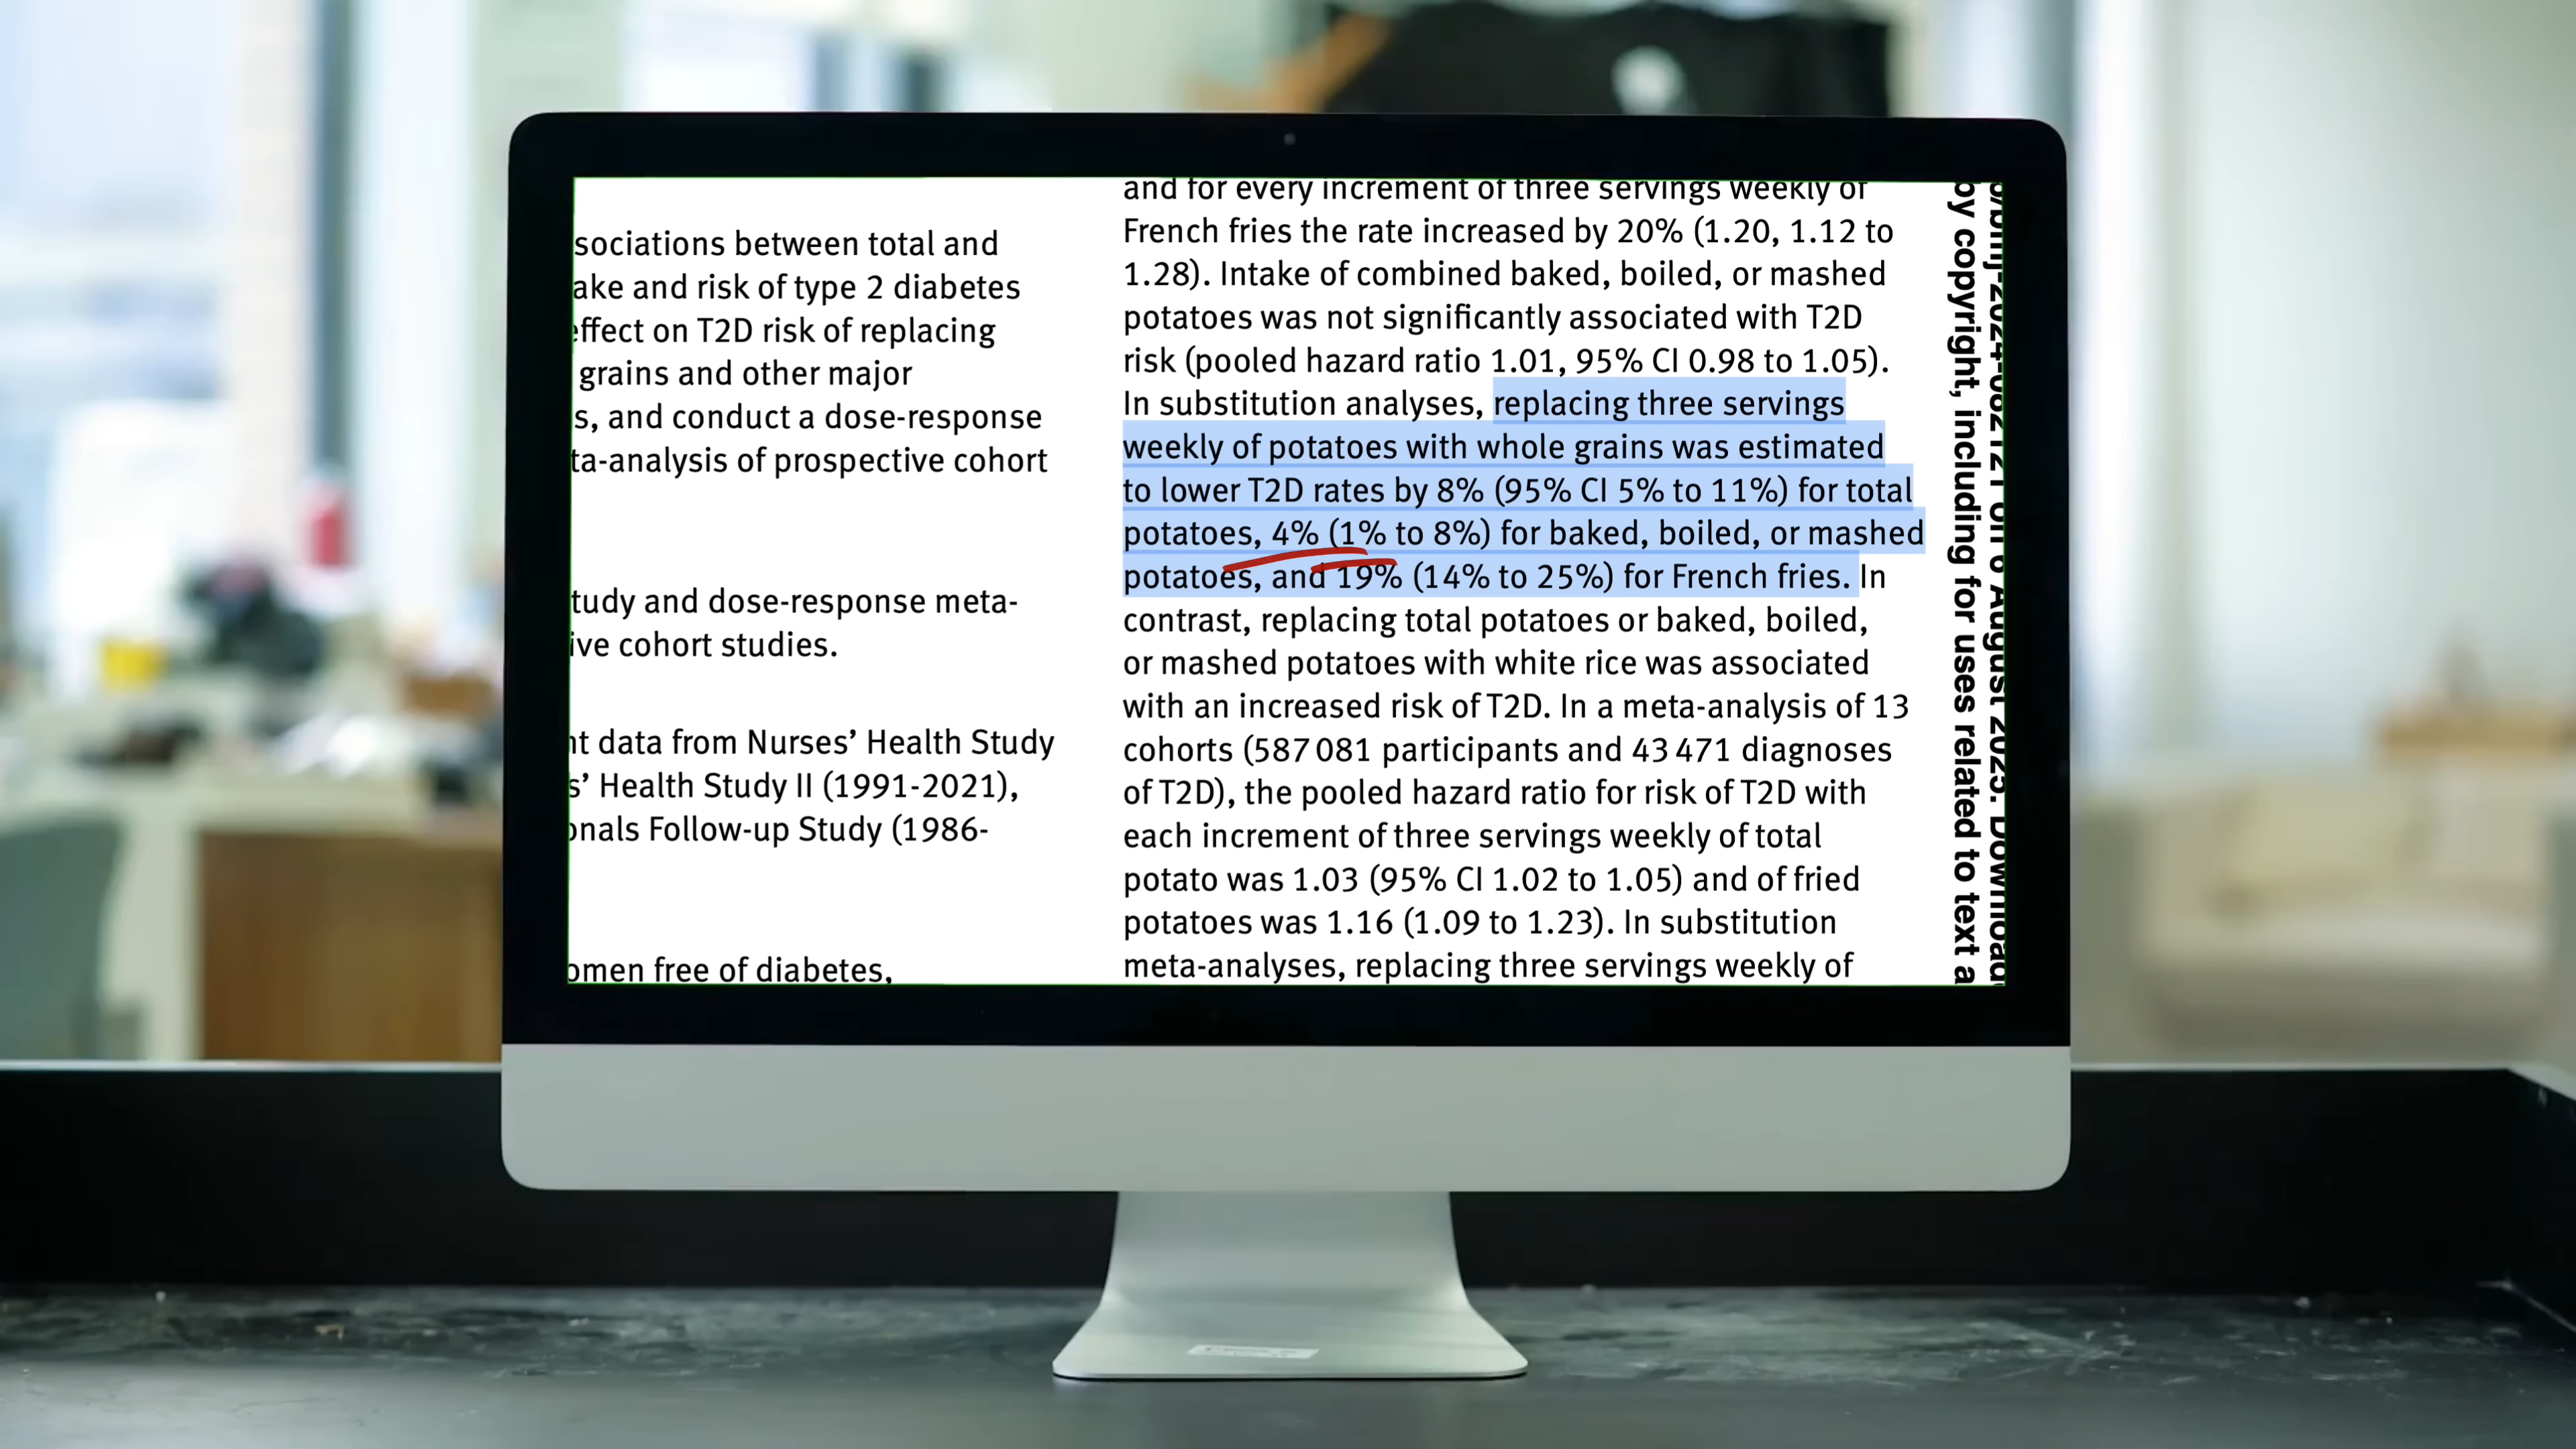 sociations between total and
ake and risk of type 2 diabetes
effect on T2D risk of replacing
grains and other major
s, and conduct a dose-response
ta-analysis of prospective cohort
tudy and dose-response meta-
ive cohort studies.
nt data from Nurses’ Health Study
s’ Health Study II (1991-2021),
onals Follow-up Study (1986-
omen free of diabetes,
and for every increment of three servings weekly of
French fries the rate increased by 20% (1.20, 1.12 to
1.28). Intake of combined baked, boiled, or mashed
potatoes was not significantly associated with T2D
risk (pooled hazard ratio 1.01, 95% CI 0.98 to 1.05).
In substitution analyses, replacing three servings
weekly of potatoes with whole grains was estimated
to lower T2D rates by 8% (95% CI 5% to 11%) for total
potatoes, 4% (1% to 8%) for baked, boiled, or mashed
potatoes, and 19% (14% to 25%) for French fries. In
contrast, replacing total potatoes or baked, boiled,
or mashed potatoes with white rice was associated
with an increased risk of T2D. In a meta-analysis of 13
cohorts (587 081 participants and 43 471 diagnoses
of T2D), the pooled hazard ratio for risk of T2D with
each increment of three servings weekly of total
potato was 1.03 (95% CI 1.02 to 1.05) and of fried
potatoes was 1.16 (1.09 to 1.23). In substitution
meta-analyses, replacing three servings weekly of
on 6 August 2025. Download
by copyright, including for uses related to text a